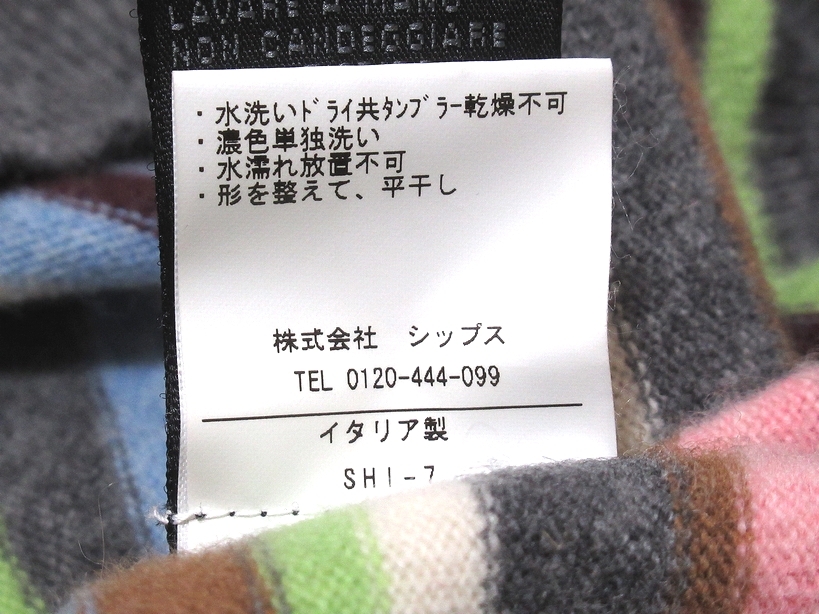 LAVARE A MANO
NON CANDEGGIARE
・水洗いﾄﾞﾗｲ共ﾀﾝﾌﾞﾗｰ乾燥不可
・濃色単独洗い
・水濡れ放置不可
・形を整えて、平干し
株式会社　シップス
TEL 0120-444-099
イタリア製
SHI-7